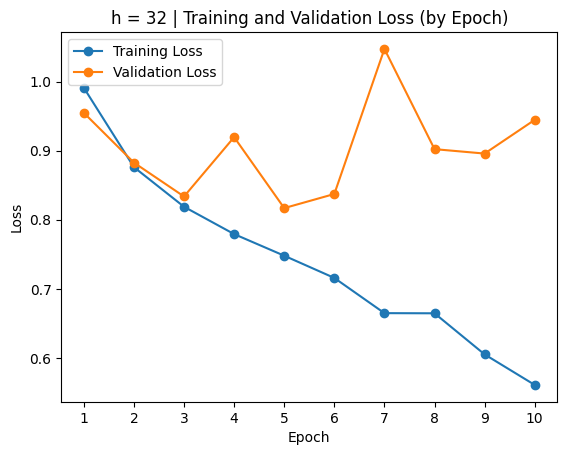 h = 32 | Training and Validation Loss (by Epoch)
Training Loss
Validation Loss
1.0
0.9
0.8
0.7
0.6
Loss
1 2 3 4 5 6 7 8 9 10
Epoch